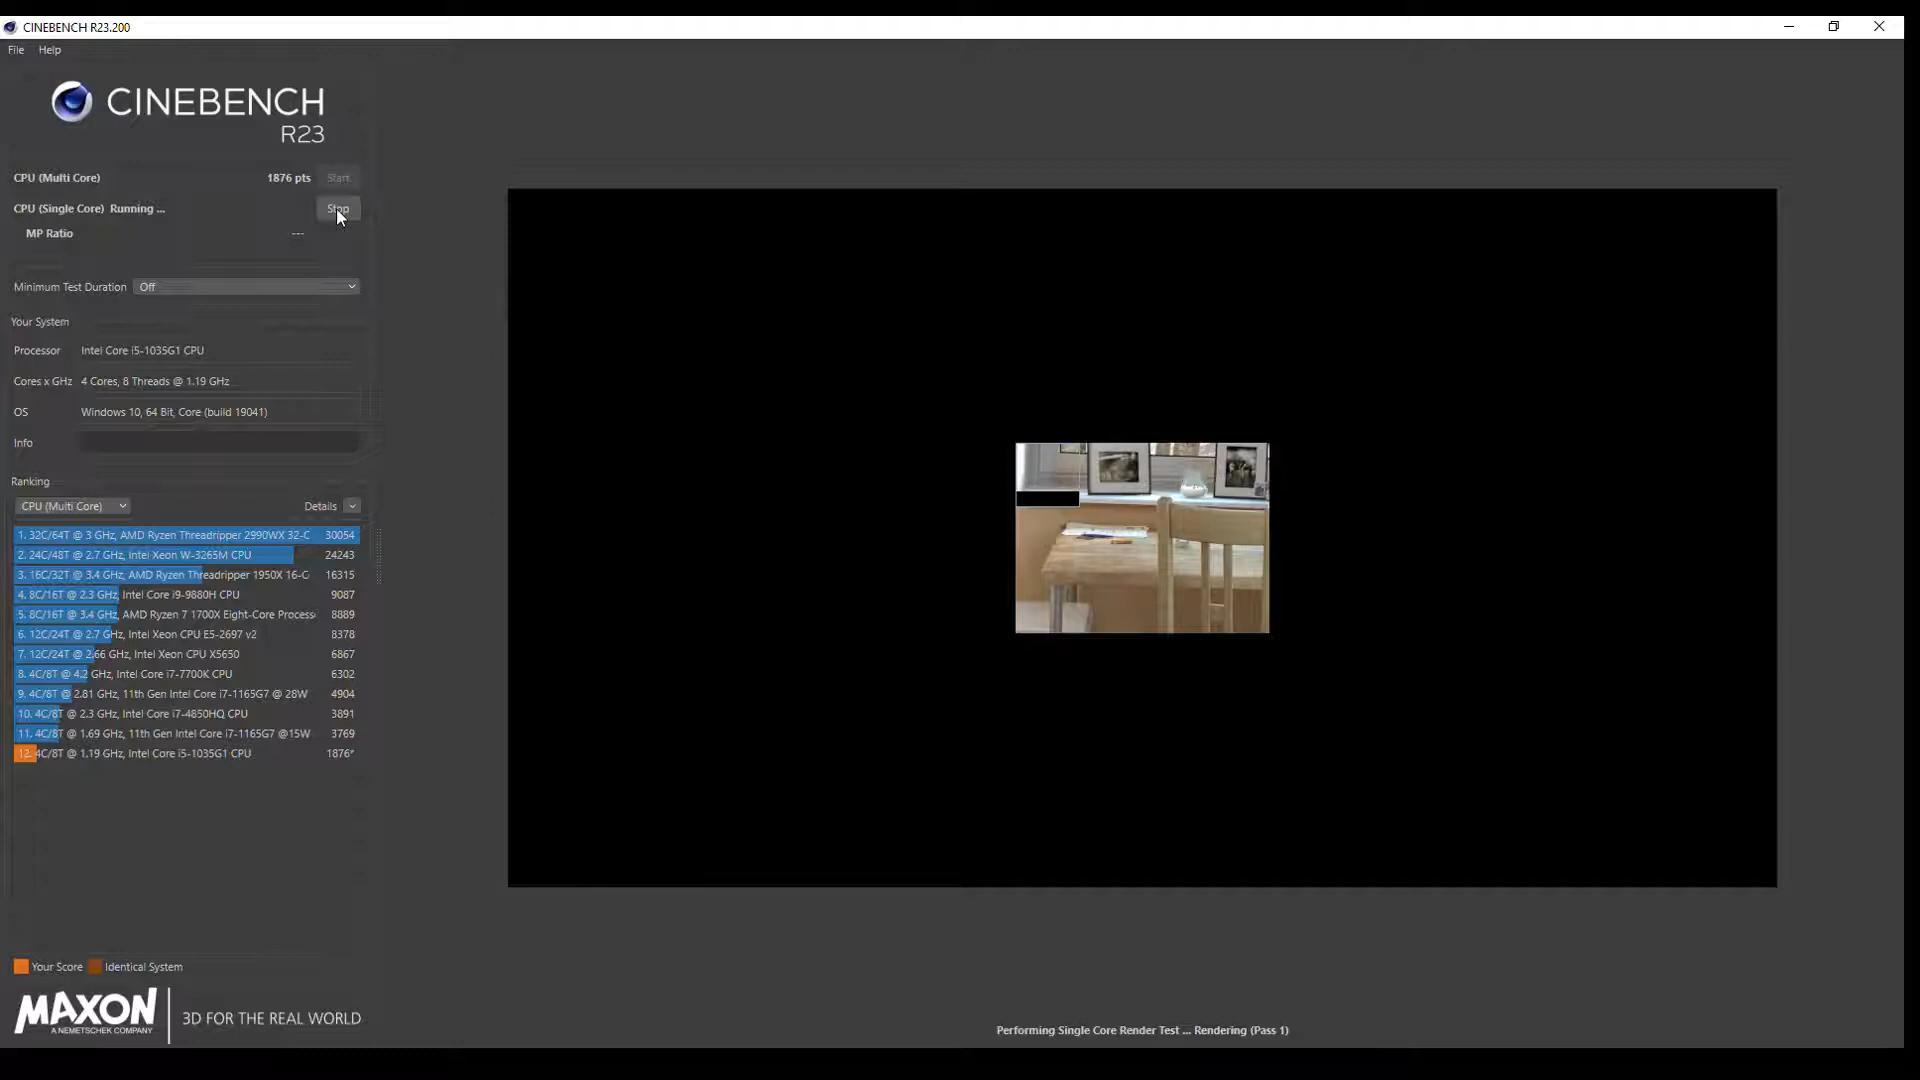 CINEBENCH R23.200
File Help
CINEBENCH
R23
CPU (Multi Core) 1876 pts Start
CPU (Single Core) Running ... Stop
MP Ratio ---
Minimum Test Duration Off
Your System
Processor Intel Core i5-1035G1 CPU
Cores x GHz 4 Cores, 8 Threads @ 1.19 GHz
OS Windows 10, 64 Bit, Core (build 19041)
Info
Ranking
CPU (Multi Core) Details
1. 32C/64T @ 3 GHz, AMD Ryzen Threadripper 2990WX 32-C 30054
2. 24C/48T @ 2.7 GHz, Intel Xeon W-3265M CPU 24243
3. 16C/32T @ 3.4 GHz, AMD Ryzen Threadripper 1950X 16-C 16315
4. 8C/16T @ 2.3 GHz, Intel Core i9-9880H CPU 9087
5. 8C/16T @ 3.4 GHz, AMD Ryzen 7 1700X Eight-Core Process 8889
6. 12C/24T @ 2.7 GHz, Intel Xeon CPU E5-2697 v2 8378
7. 12C/24T @ 2.66 GHz, Intel Xeon CPU X5650 6867
8. 4C/8T @ 4.2 GHz, Intel Core i7-7700K CPU 6302
9. 4C/8T @ 2.81 GHz, 11th Gen Intel Core i7-1165G7 @ 28W 4904
10. 4C/8T @ 2.3 GHz, Intel Core i7-4850HQ CPU 3891
11. 4C/8T @ 1.69 GHz, 11th Gen Intel Core i7-1165G7 @15W 3769
12. 4C/8T @ 1.19 GHz, Intel Core i5-1035G1 CPU 1876*
Your Score Identical System
MAXON
A NEMETSCHEK COMPANY
3D FOR THE REAL WORLD
Performing Single Core Render Test ... Rendering (Pass 1)